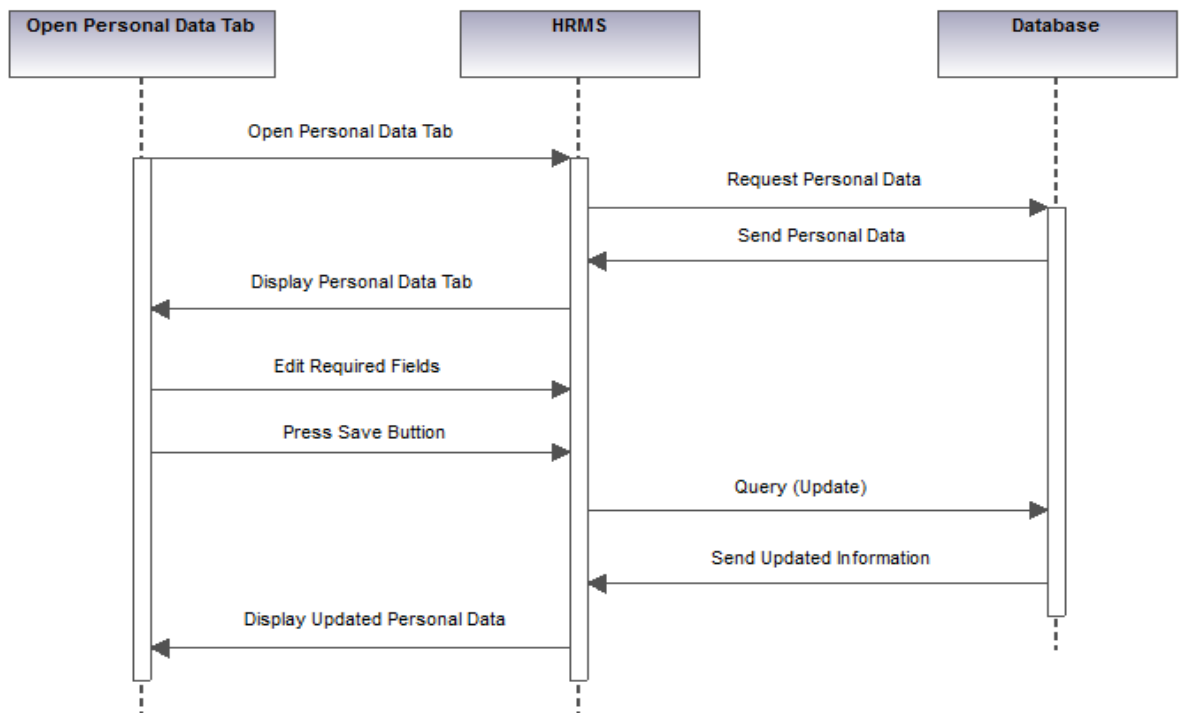 Open Personal Data Tab
HRMS
Database
Open Personal Data Tab
Request Personal Data
Send Personal Data
Display Personal Data Tab
Edit Required Fields
Press Save Buttion
Query (Update)
Send Updated Information
Display Updated Personal Data